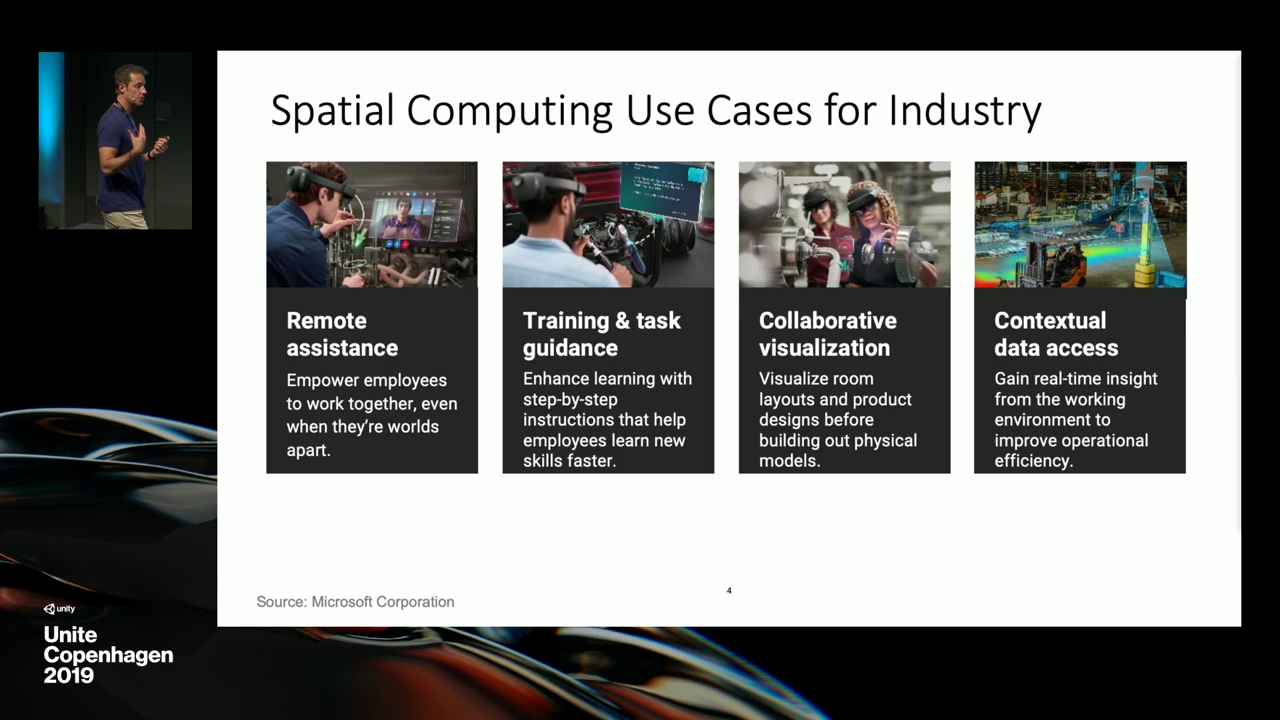 Spatial Computing Use Cases for Industry
Remote
assistance
Empower employees
to work together, even
when they're worlds
apart.
Training & task
guidance
Enhance learning with
step-by-step
instructions that help
employees learn new
skills faster.
Collaborative
visualization
Visualize room
layouts and product
designs before
building out physical
models.
Contextual
data access
Gain real-time insight
from the working
environment to
improve operational
efficiency.
4
Source: Microsoft Corporation
unity
Unite
Copenhagen
2019